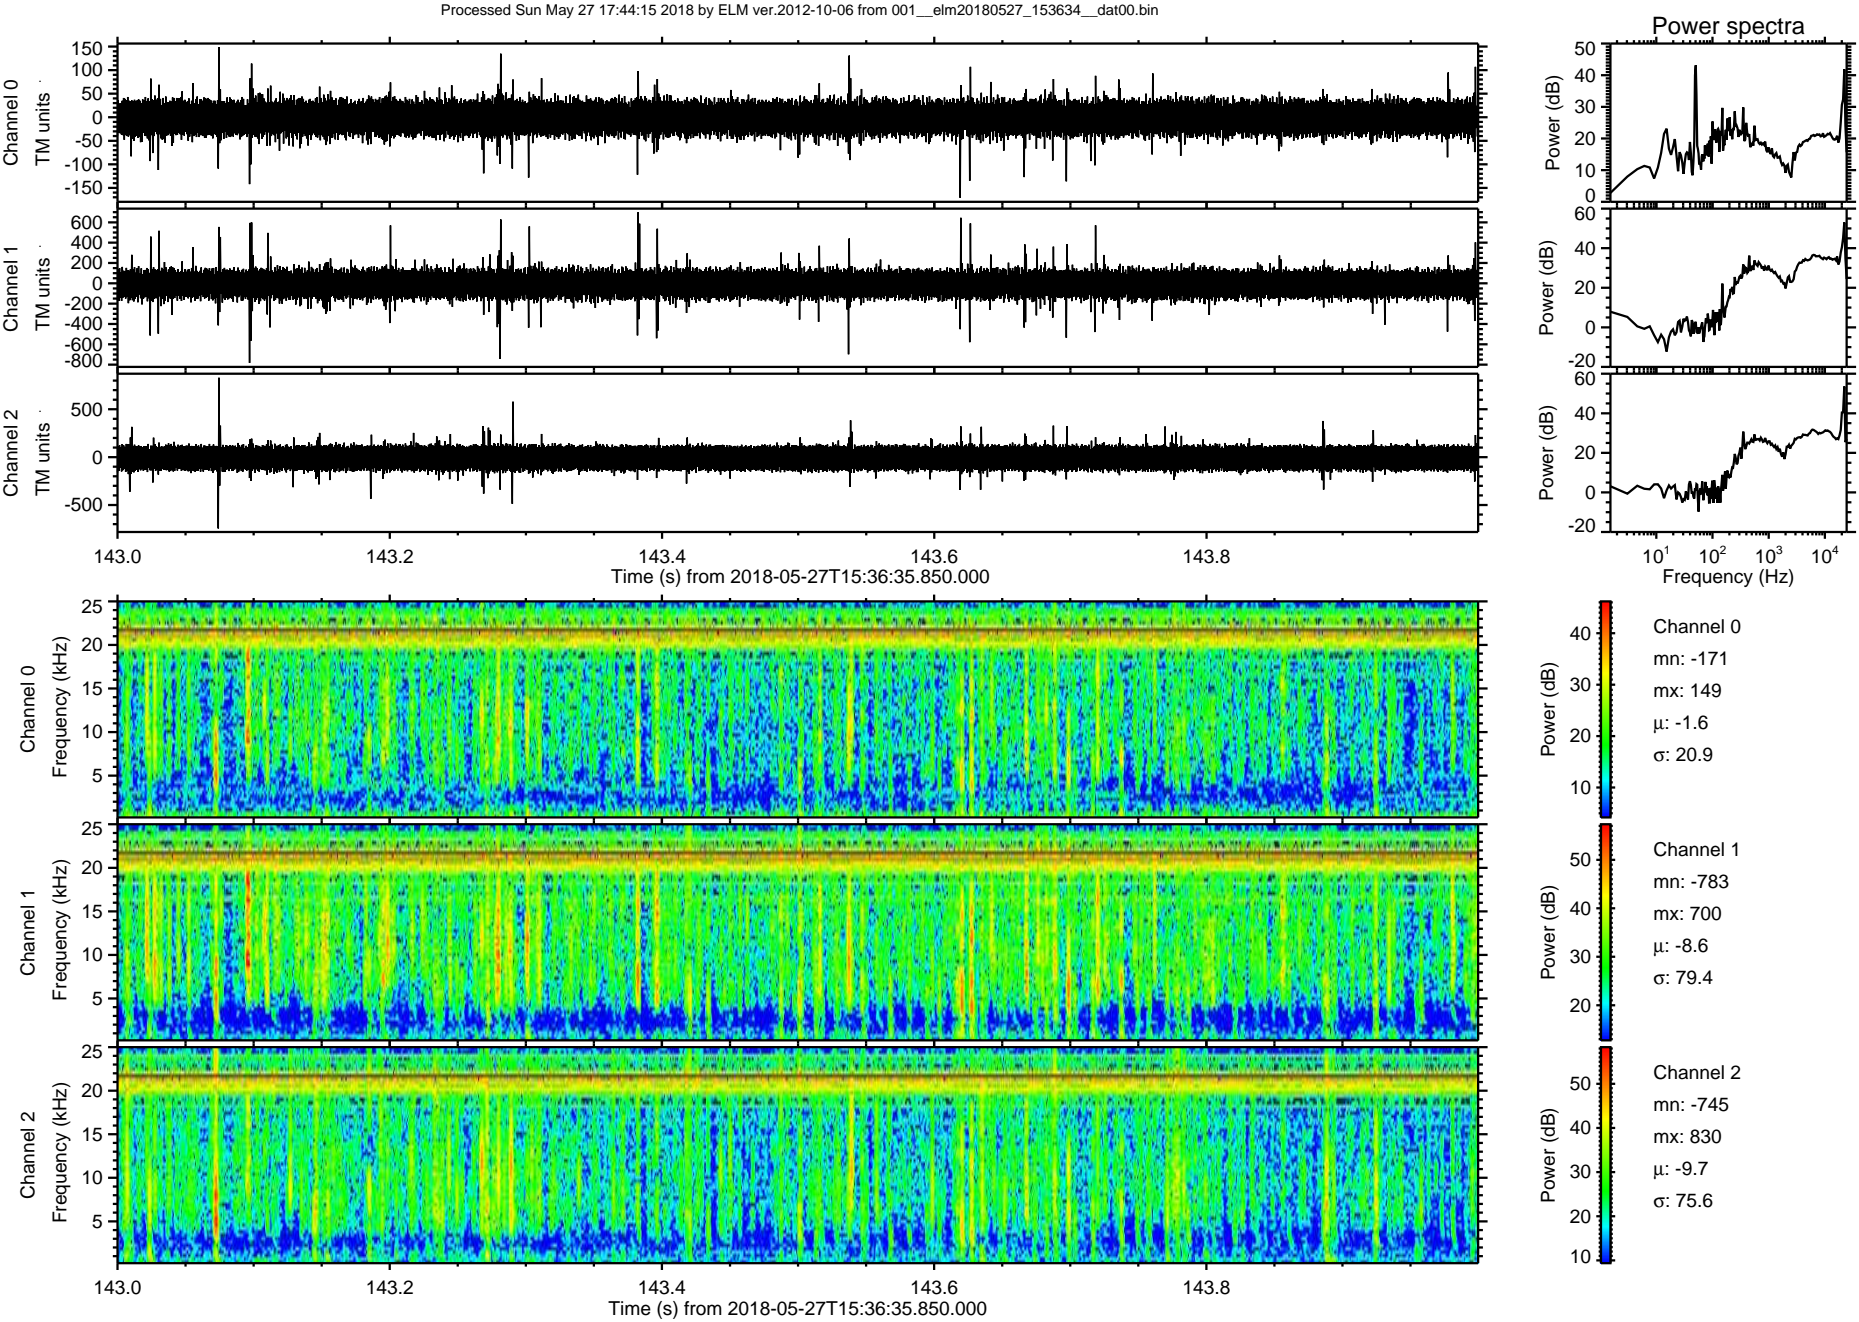 Processed Sun May 27 17:44:15 2018 by ELM ver.2012-10-06 from 001__elm20180527_153634__dat00.bin
Power spectra
Channel 0
TM units
150
100
50
0
-50
-100
-150
Power (dB)
50
40
30
20
10
0
Channel 1
TM units
600
400
200
0
-200
-400
-600
-800
Power (dB)
60
40
20
0
-20
Channel 2
TM units
500
0
-500
Power (dB)
60
40
20
0
-20
143.0 143.2 143.4 143.6 143.8
Time (s) from 2018-05-27T15:36:35.850.000
10^1 10^2 10^3 10^4
Frequency (Hz)
Channel 0
Frequency (kHz)
25
20
15
10
5
Power (dB)
40
30
20
10
Channel 0
mn: -171
mx: 149
μ: -1.6
σ: 20.9
Channel 1
Frequency (kHz)
25
20
15
10
5
Power (dB)
50
40
30
20
Channel 1
mn: -783
mx: 700
μ: -8.6
σ: 79.4
Channel 2
Frequency (kHz)
25
20
15
10
5
Power (dB)
50
40
30
20
10
Channel 2
mn: -745
mx: 830
μ: -9.7
σ: 75.6
143.0 143.2 143.4 143.6 143.8
Time (s) from 2018-05-27T15:36:35.850.000